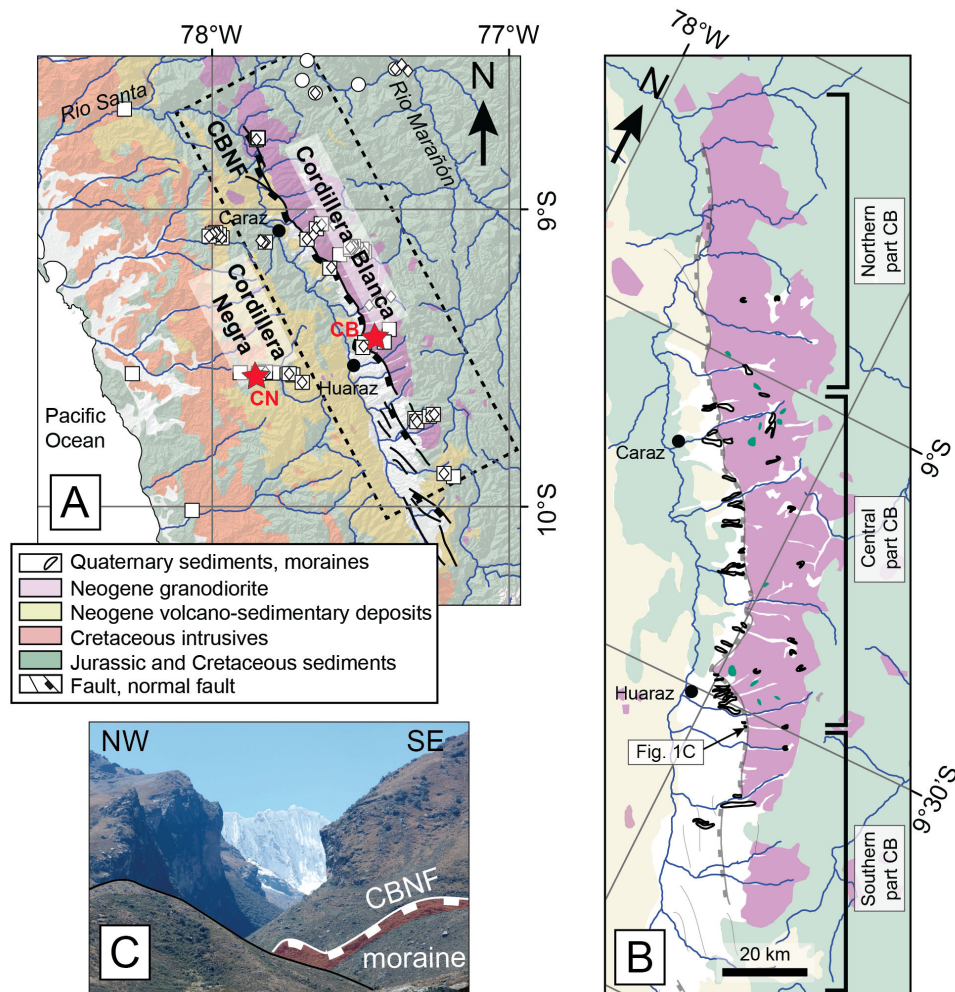 78°W
77°W
Rio Santa
Rio Marañón
N
CBNF
Cordillera Blanca
9°S
Caraz
Cordillera
Negra
CB
Huaraz
CN
Pacific
Ocean
A
10°S
Quaternary sediments, moraines
Neogene granodiorite
Neogene volcano-sedimentary deposits
Cretaceous intrusives
Jurassic and Cretaceous sediments
Fault, normal fault
NW
SE
CBNF
moraine
C
78°W
N
Northern
part CB
9°S
Caraz
Central
part CB
Huaraz
Fig. 1C
9°30'S
Southern
part CB
20 km
B